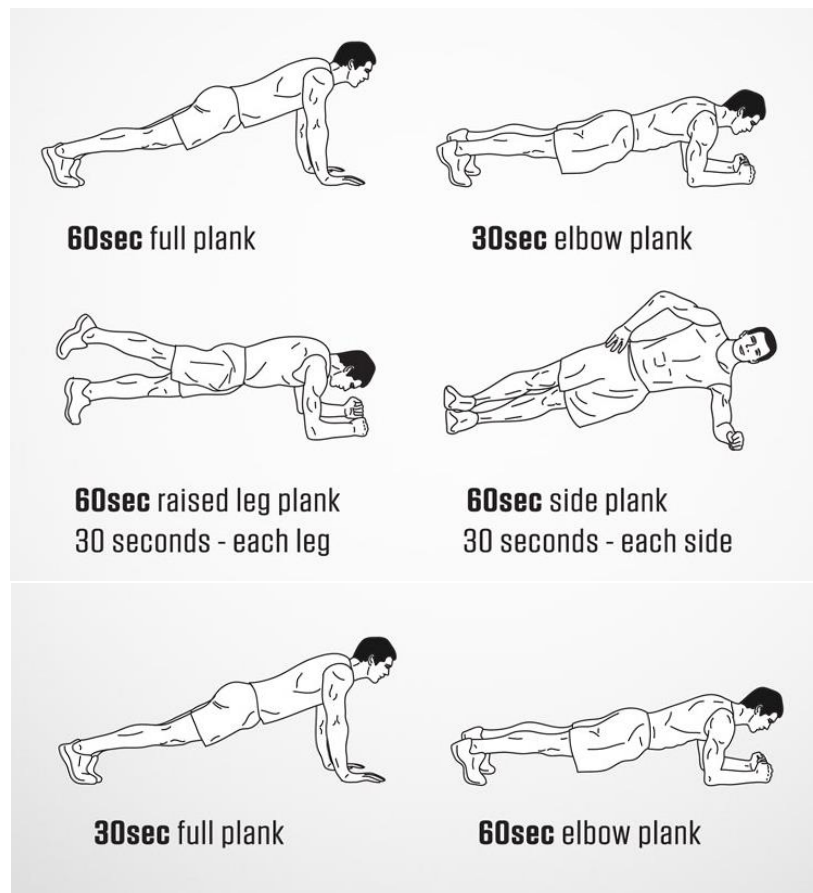 60sec full plank
30sec elbow plank
60sec raised leg plank
30 seconds - each leg
60sec side plank
30 seconds - each side
30sec full plank
60sec elbow plank